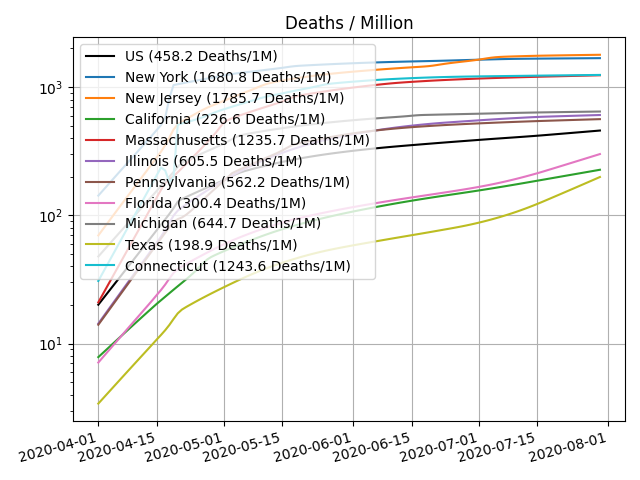 Deaths / Million
US (458.2 Deaths/1M)
New York (1680.8 Deaths/1M)
New Jersey (1785.7 Deaths/1M)
California (226.6 Deaths/1M)
Massachusetts (1235.7 Deaths/1M)
Illinois (605.5 Deaths/1M)
Pennsylvania (562.2 Deaths/1M)
Florida (300.4 Deaths/1M)
Michigan (644.7 Deaths/1M)
Texas (198.9 Deaths/1M)
Connecticut (1243.6 Deaths/1M)
10³
10²
10¹
2020-04-01 2020-04-15 2020-05-01 2020-05-15 2020-06-01 2020-06-15 2020-07-01 2020-07-15 2020-08-01